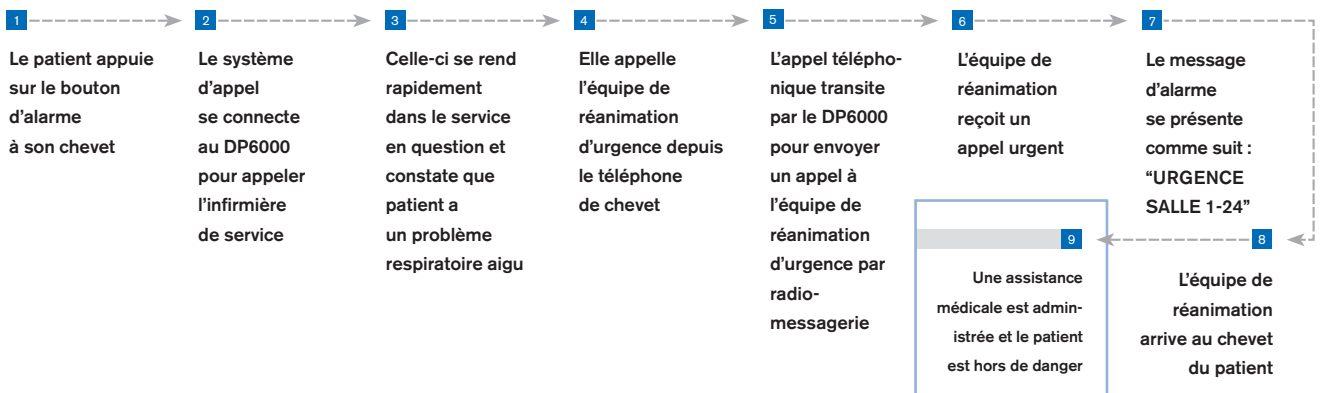 1
Le patient appuie
sur le bouton
d'alarme
à son chevet
2
Le système
d'appel
se connecte
au DP6000
pour appeler
l'infirmière
de service
3
Celle-ci se rend
rapidement
dans le service
en question et
constate que
patient a
un problème
respiratoire aigu
4
Elle appelle
l'équipe de
réanimation
d'urgence depuis
le téléphone
de chevet
5
L'appel télépho-
nique transite
par le DP6000
pour envoyer
un appel à
l'équipe de
réanimation
d'urgence par
radio-
messagerie
6
L'équipe de
réanimation
reçoit un
appel urgent
7
Le message
d'alarme
se présente
comme suit :
"URGENCE
SALLE 1-24"
8
L'équipe de
réanimation
arrive au chevet
du patient
9
Une assistance
médicale est admin-
istrée et le patient
est hors de danger